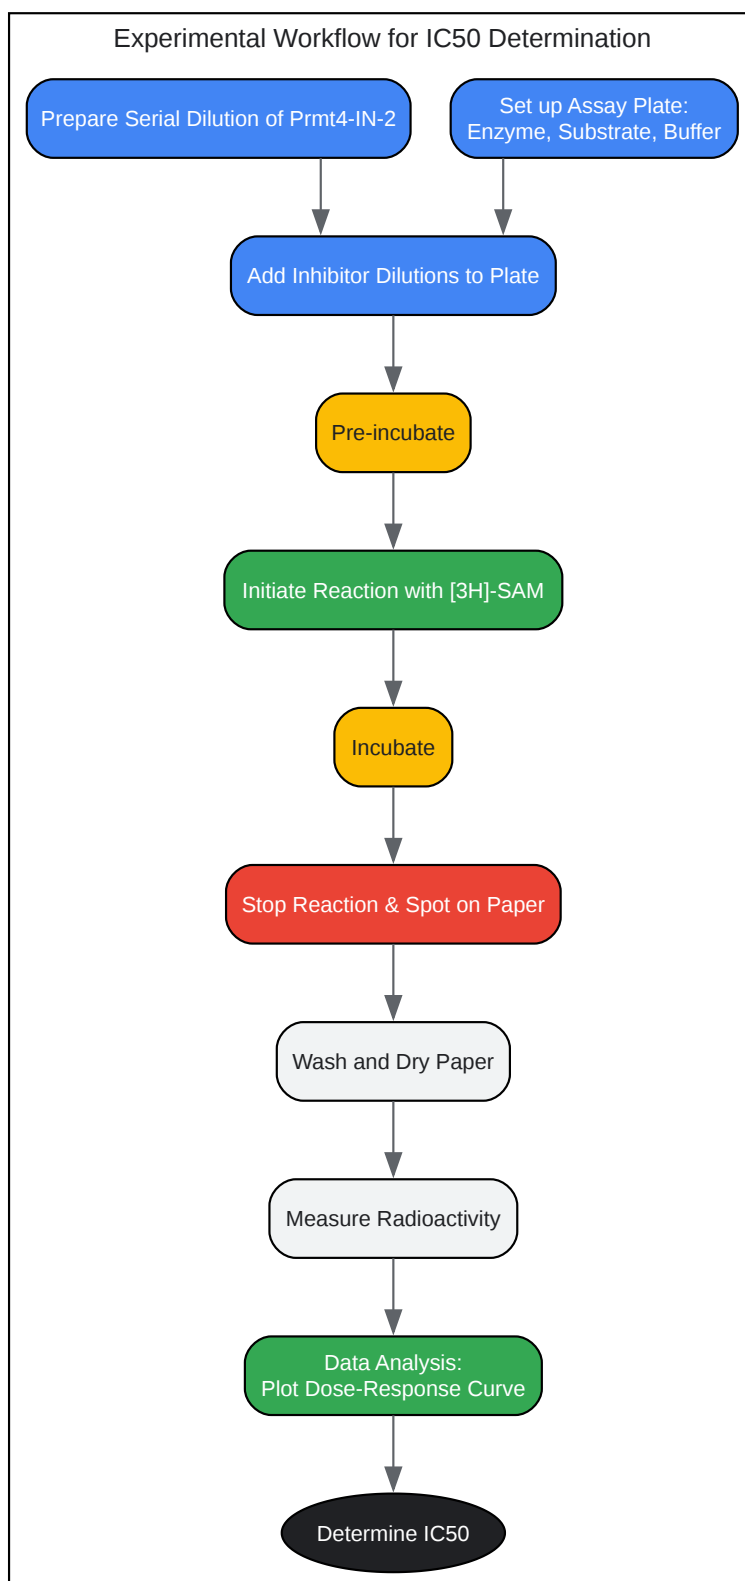 Experimental Workflow for IC50 Determination
Prepare Serial Dilution of Prmt4-IN-2
Set up Assay Plate:
Enzyme, Substrate, Buffer
Add Inhibitor Dilutions to Plate
Pre-incubate
Initiate Reaction with [3H]-SAM
Incubate
Stop Reaction & Spot on Paper
Wash and Dry Paper
Measure Radioactivity
Data Analysis:
Plot Dose-Response Curve
Determine IC50